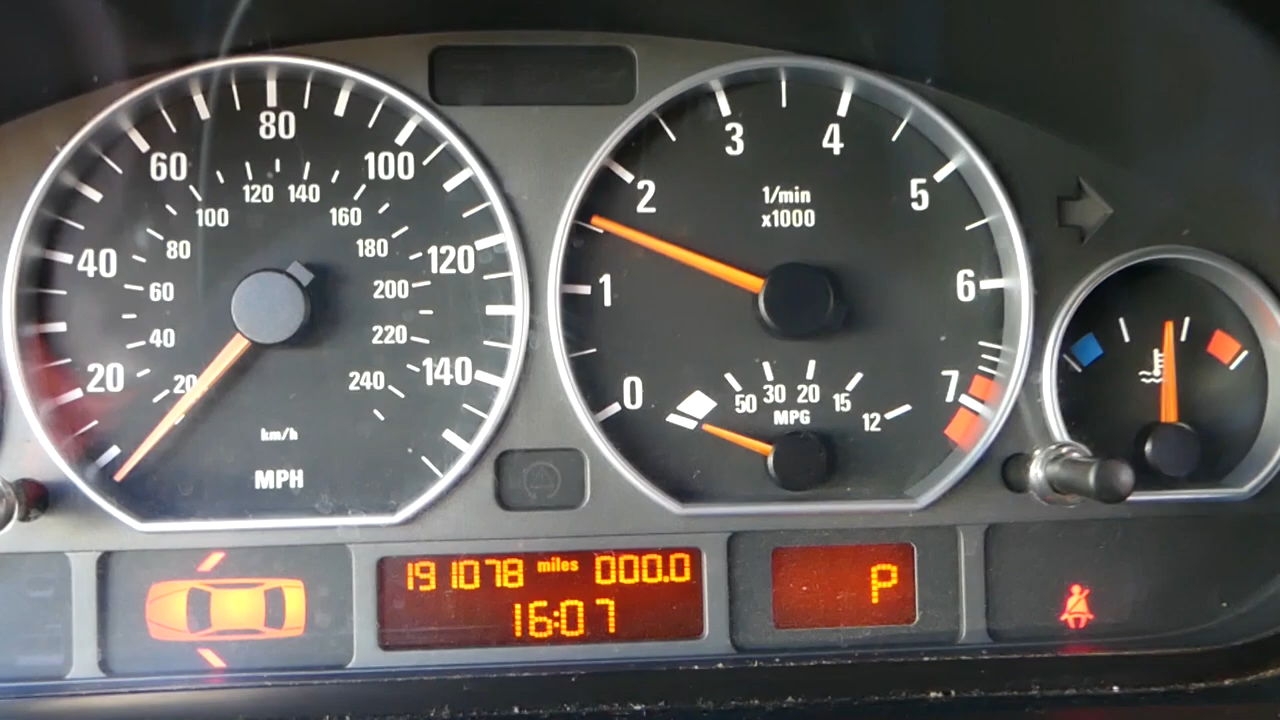 80
60 100
120 140
100 160
80 180
40 120
60 200
40 220
20 140
20 240
km/h
MPH
3 4
2 5
1/min
x1000
1 6
0 7
50 30 20 15 12
MPG
191078 miles 000.0
16:07
P